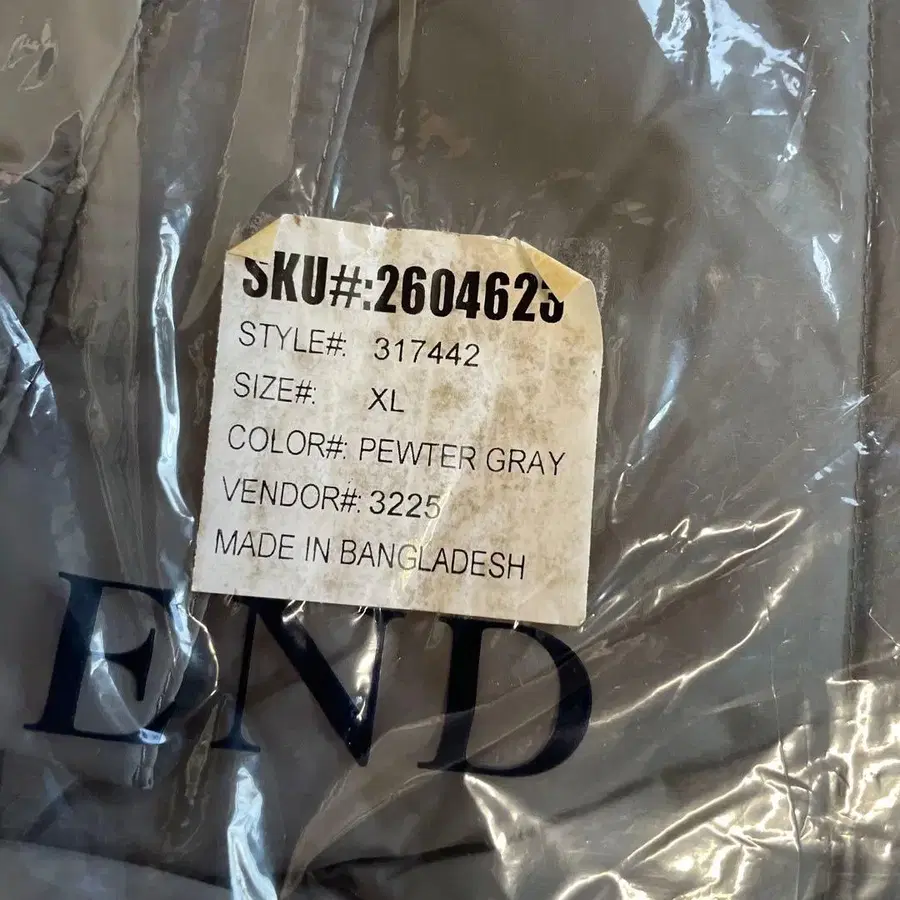 SKU#:2604623
STYLE#: 317442
SIZE#: XL
COLOR#: PEWTER GRAY
VENDOR#: 3225
MADE IN BANGLADESH
END